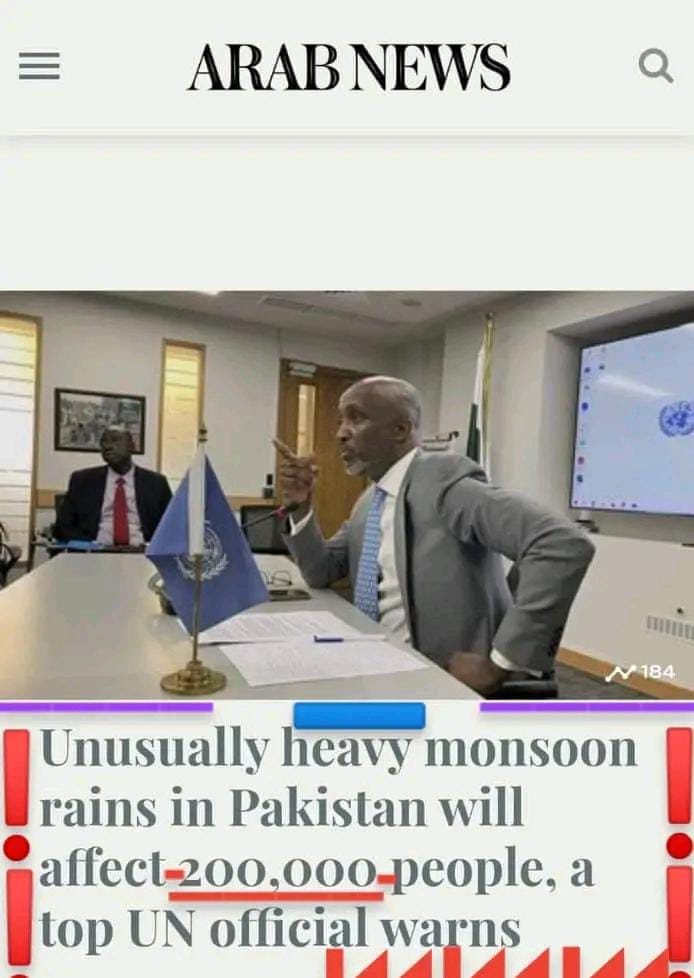 ARAB NEWS
184
Unusually heavy monsoon
rains in Pakistan will
affect 200,000 people, a
top UN official warns